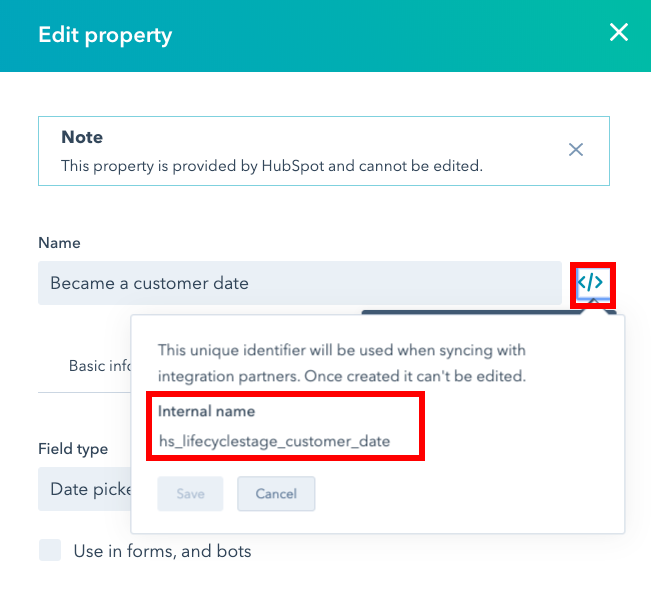 Edit property
Note
This property is provided by HubSpot and cannot be edited.
Name
Became a customer date
</>
This unique identifier will be used when syncing with
integration partners. Once created it can't be edited.
Internal name
hs_lifecyclestage_customer_date
Save
Cancel
Basic info
Field type
Date picke
Use in forms, and bots